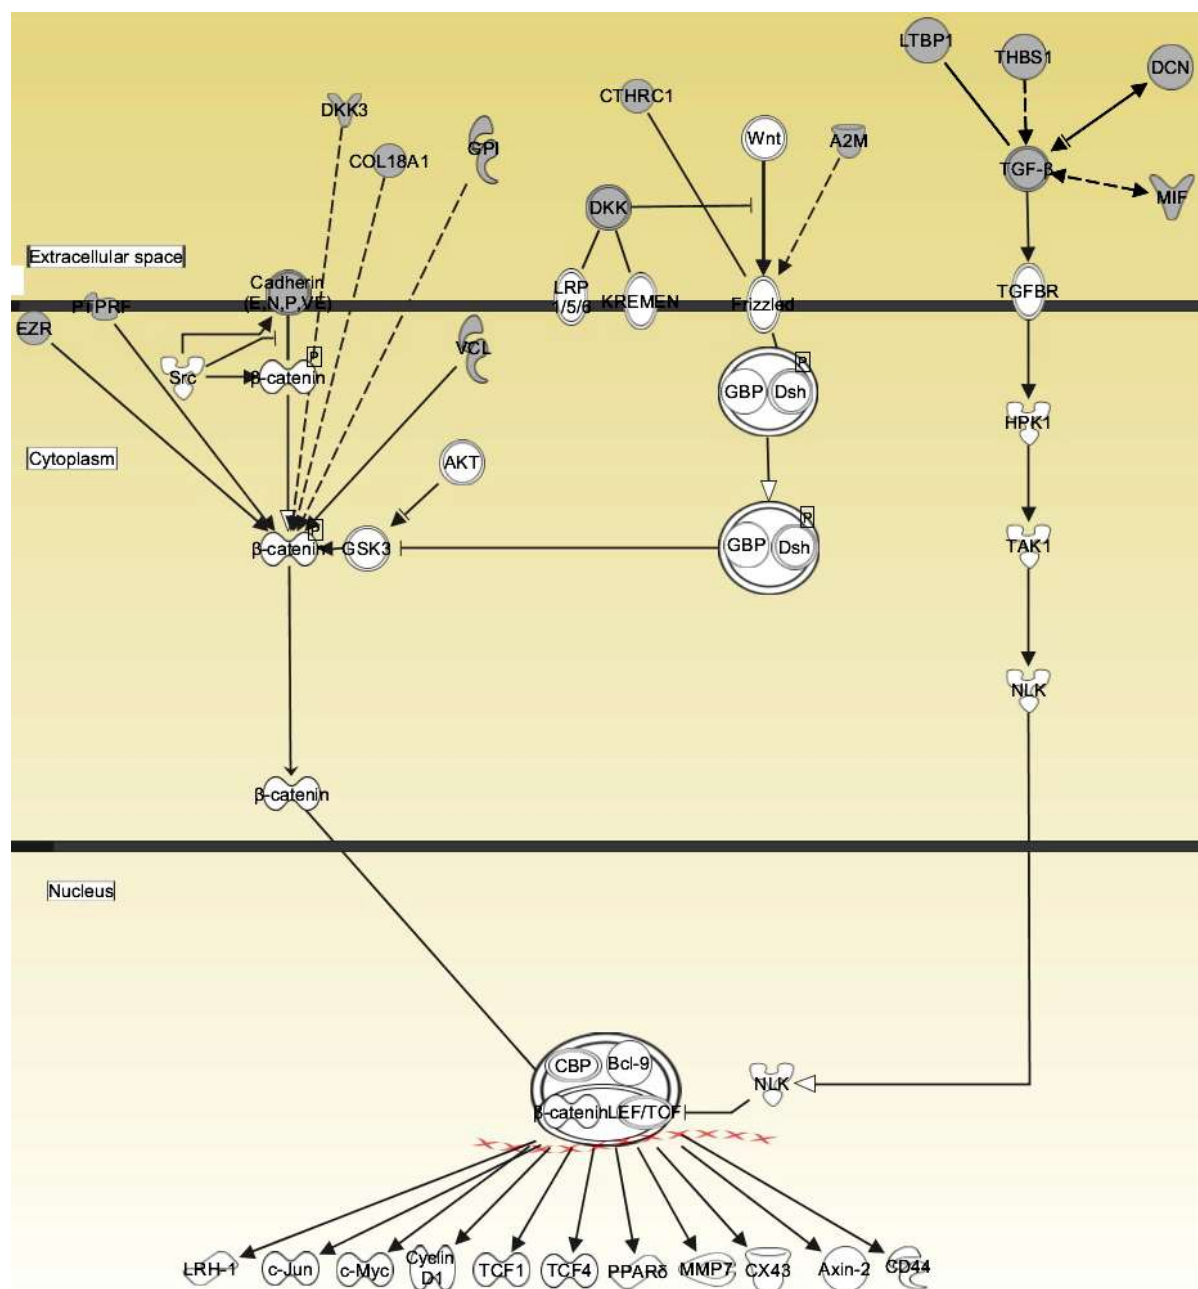 LTBP1
THBS1
DCN
DKK3
CTHRC1
COL18A1
GPI
Wnt
A2M
TGF-β
MIF
DKK
Extracellular space
Cadherin
(E,N,P,VE)
LRP
1/5/6
KREMEN
Frizzled
TGFBR
PTPRF
EZR
VCL
P
P
Src
β-catenin
GBP
Dsh
HPK1
Cytoplasm
AKT
P
P
β-catenin
GSK3
GBP
Dsh
TAK1
NLK
β-catenin
Nucleus
CBP
Bcl-9
NLK
β-catenin
LEF/TCF
LRH-1
c-Jun
c-Myc
Cyclin
D1
TCF1
TCF4
PPARδ
MMP7
CX43
Axin-2
CD44